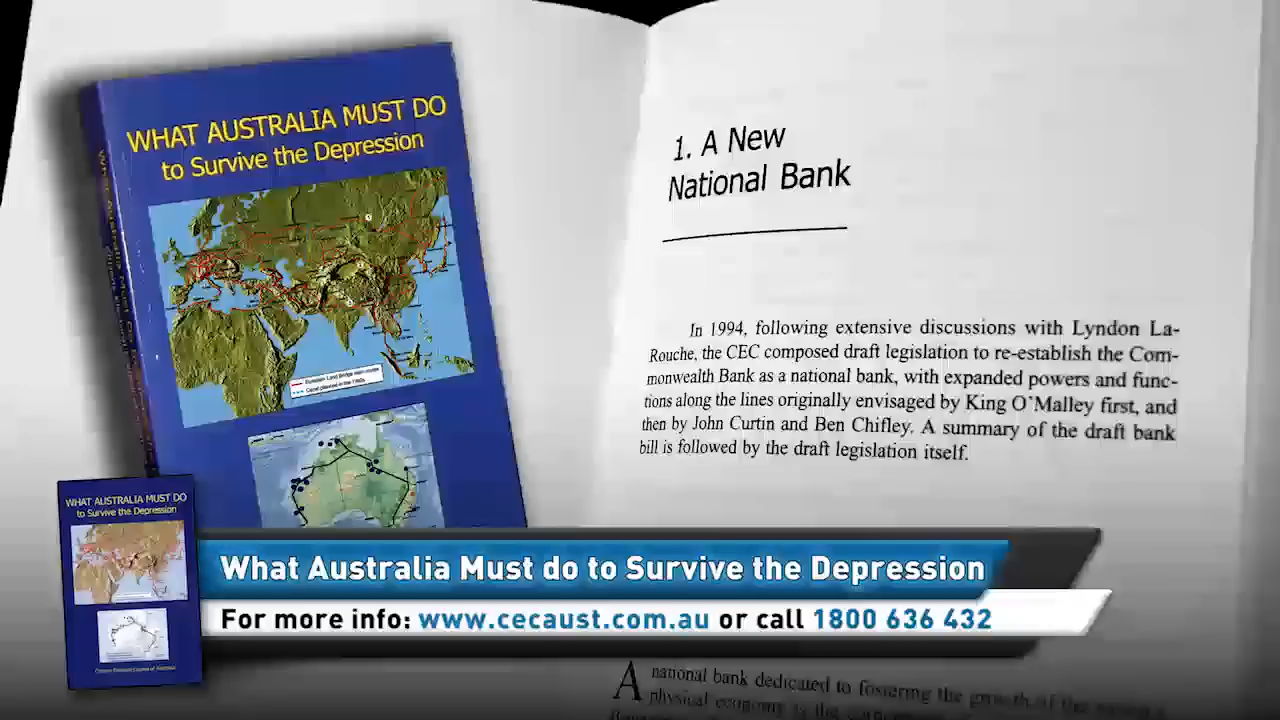 WHAT AUSTRALIA MUST DO
to Survive the Depression
1. A New
National Bank
In 1994, following extensive discussions with Lyndon La-
Rouche, the CEC composed draft legislation to re-establish the Com-
monwealth Bank as a national bank, with expanded powers and func-
tions along the lines originally envisaged by King O'Malley first, and
then by John Curtin and Ben Chifley. A summary of the draft bank
bill is followed by the draft legislation itself.
WHAT AUSTRALIA MUST DO
to Survive the Depression
What Australia Must do to Survive the Depression
For more info: www.cecaust.com.au or call 1800 636 432
A national bank dedicated to fostering the growth of the
physical economy is the